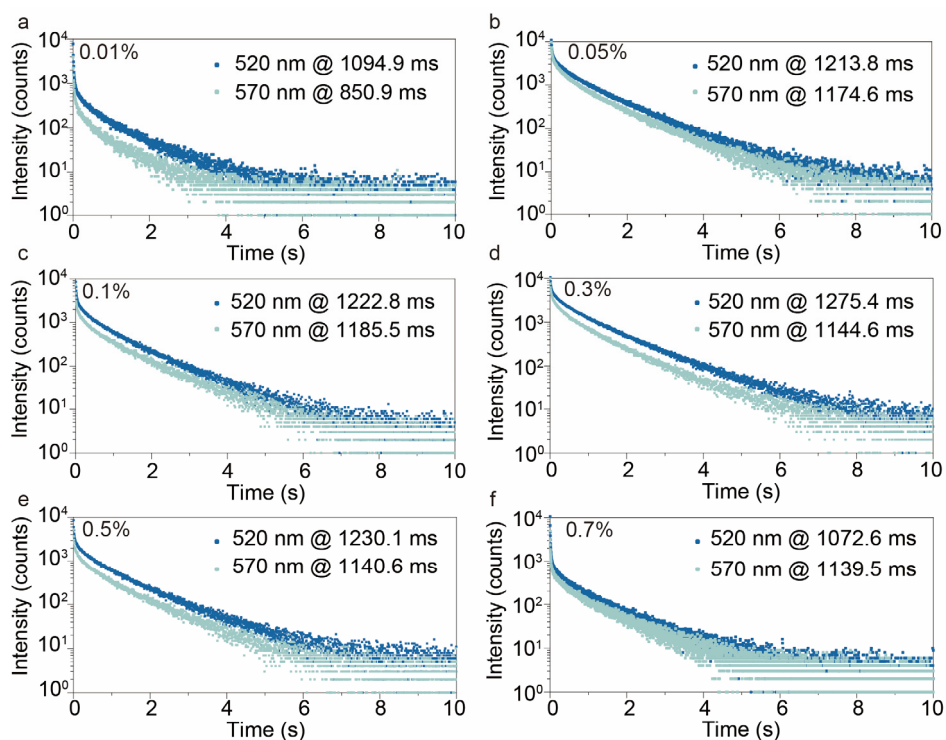 a
0.01%
520 nm @ 1094.9 ms
570 nm @ 850.9 ms
Intensity (counts)
10⁴
10³
10²
10¹
10⁰
0 2 4 6 8 10
Time (s)
b
0.05%
520 nm @ 1213.8 ms
570 nm @ 1174.6 ms
Intensity (counts)
10⁴
10³
10²
10¹
10⁰
0 2 4 6 8 10
Time (s)
c
0.1%
520 nm @ 1222.8 ms
570 nm @ 1185.5 ms
Intensity (counts)
10⁴
10³
10²
10¹
10⁰
0 2 4 6 8 10
Time (s)
d
0.3%
520 nm @ 1275.4 ms
570 nm @ 1144.6 ms
Intensity (counts)
10⁴
10³
10²
10¹
10⁰
0 2 4 6 8 10
Time (s)
e
0.5%
520 nm @ 1230.1 ms
570 nm @ 1140.6 ms
Intensity (counts)
10⁴
10³
10²
10¹
10⁰
0 2 4 6 8 10
Time (s)
f
0.7%
520 nm @ 1072.6 ms
570 nm @ 1139.5 ms
Intensity (counts)
10⁴
10³
10²
10¹
10⁰
0 2 4 6 8 10
Time (s)